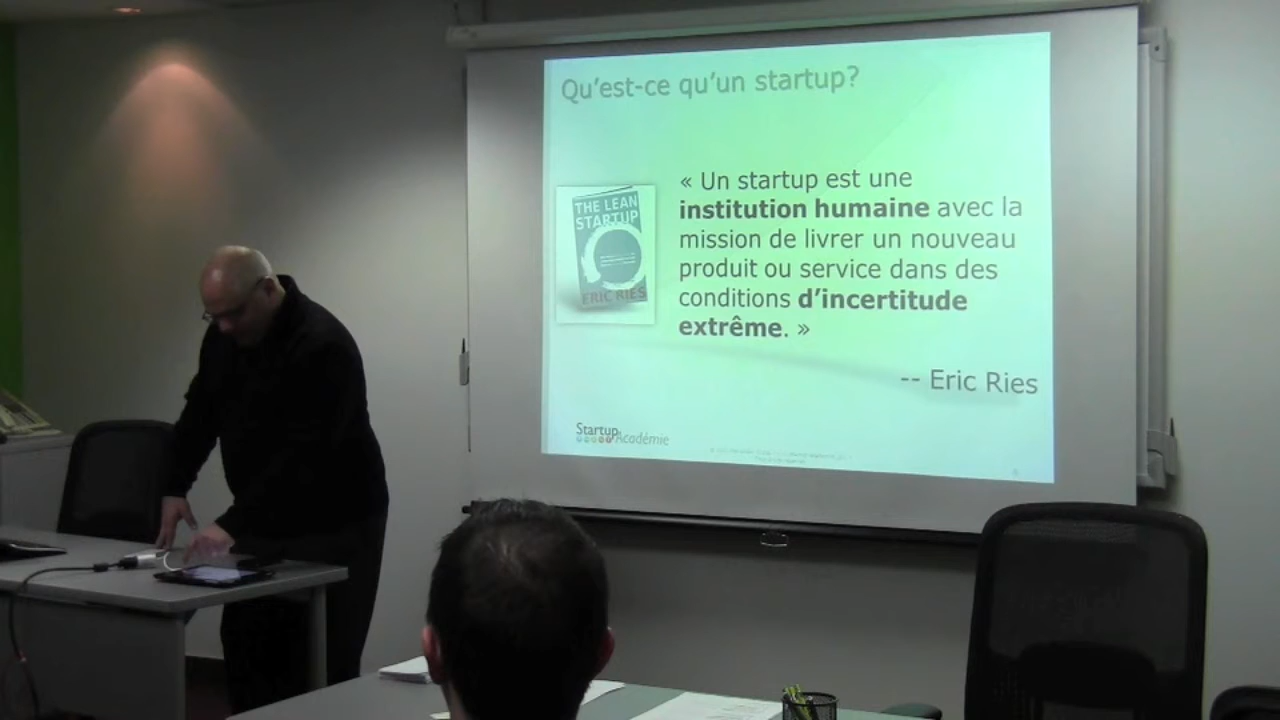 Qu'est-ce qu'un startup?
THE LEAN
STARTUP
ERIC RIES
« Un startup est une
institution humaine avec la
mission de livrer un nouveau
produit ou service dans des
conditions d'incertitude
extrême. »
-- Eric Ries
Startup
Académie